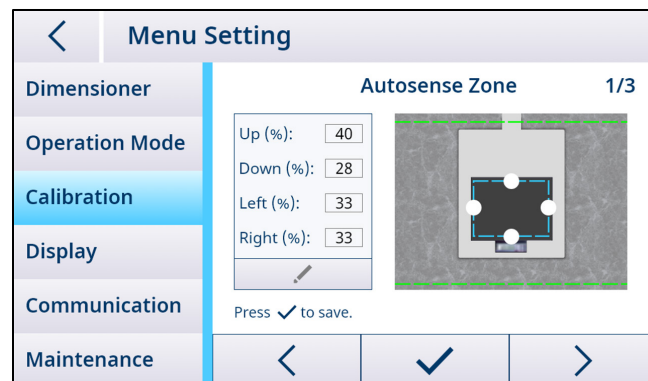 Menu Setting
Dimensioner
Operation Mode
Calibration
Display
Communication
Maintenance
Autosense Zone 1/3
Up (%): 40
Down (%): 28
Left (%): 33
Right (%): 33
Press ✓ to save.